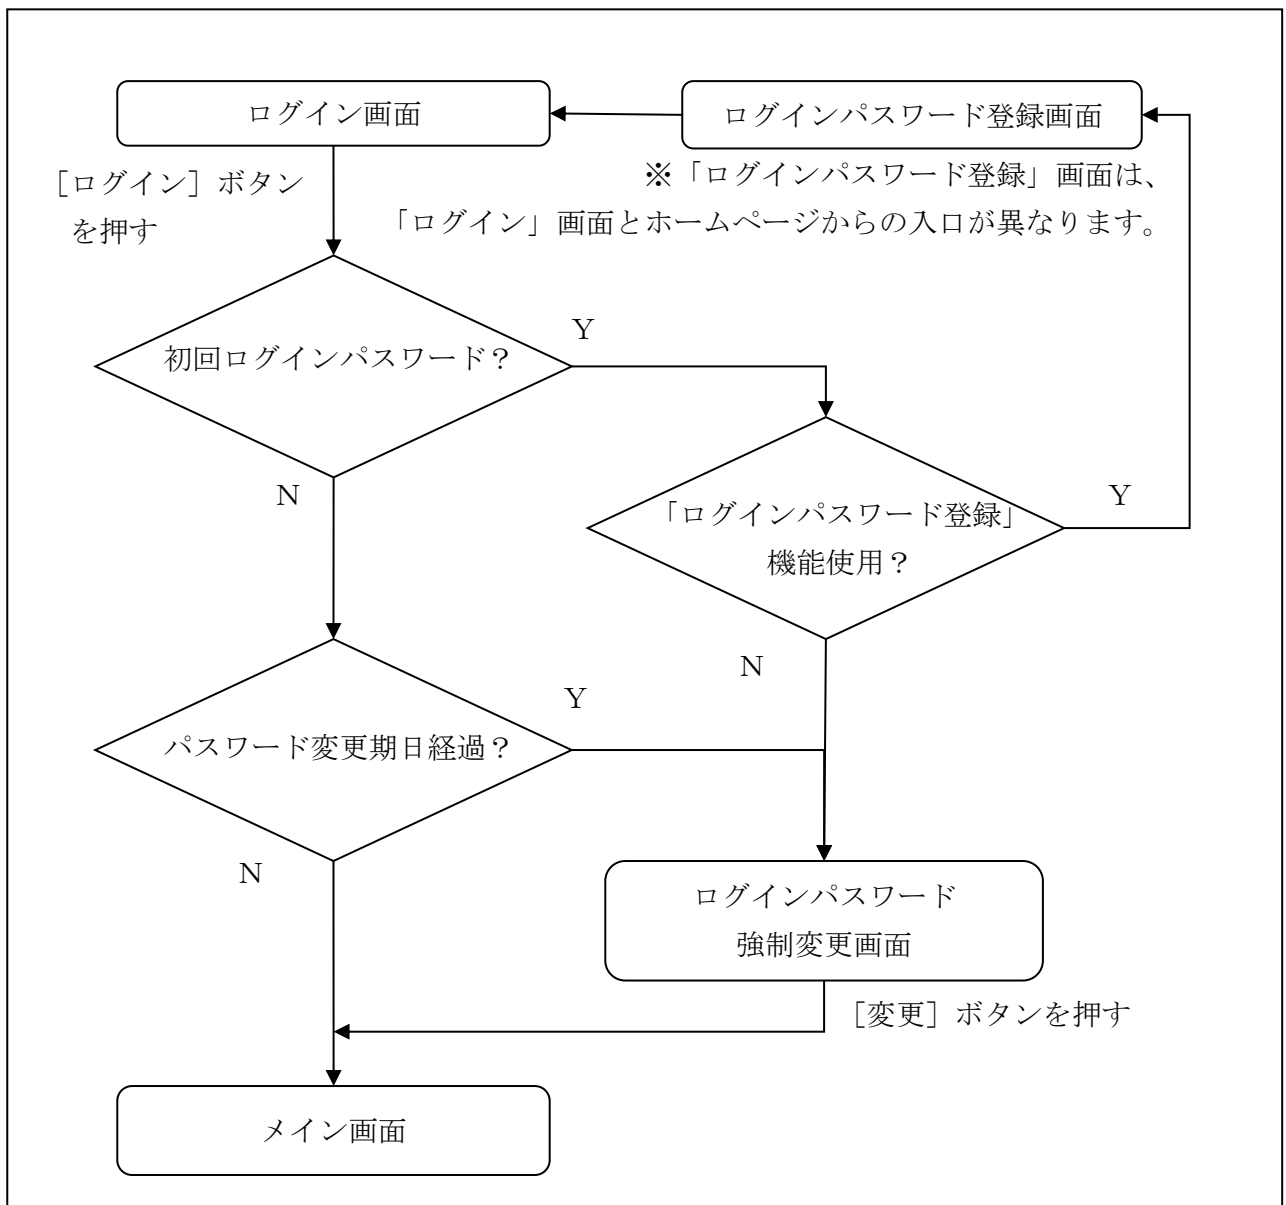 ログイン画面
ログインパスワード登録画面
［ログイン］ボタン
を押す
※「ログインパスワード登録」画面は、
「ログイン」画面とホームページからの入口が異なります。
初回ログインパスワード？
Y
N
「ログインパスワード登録」
機能使用？
Y
N
パスワード変更期日経過？
Y
N
ログインパスワード
強制変更画面
［変更］ボタンを押す
メイン画面